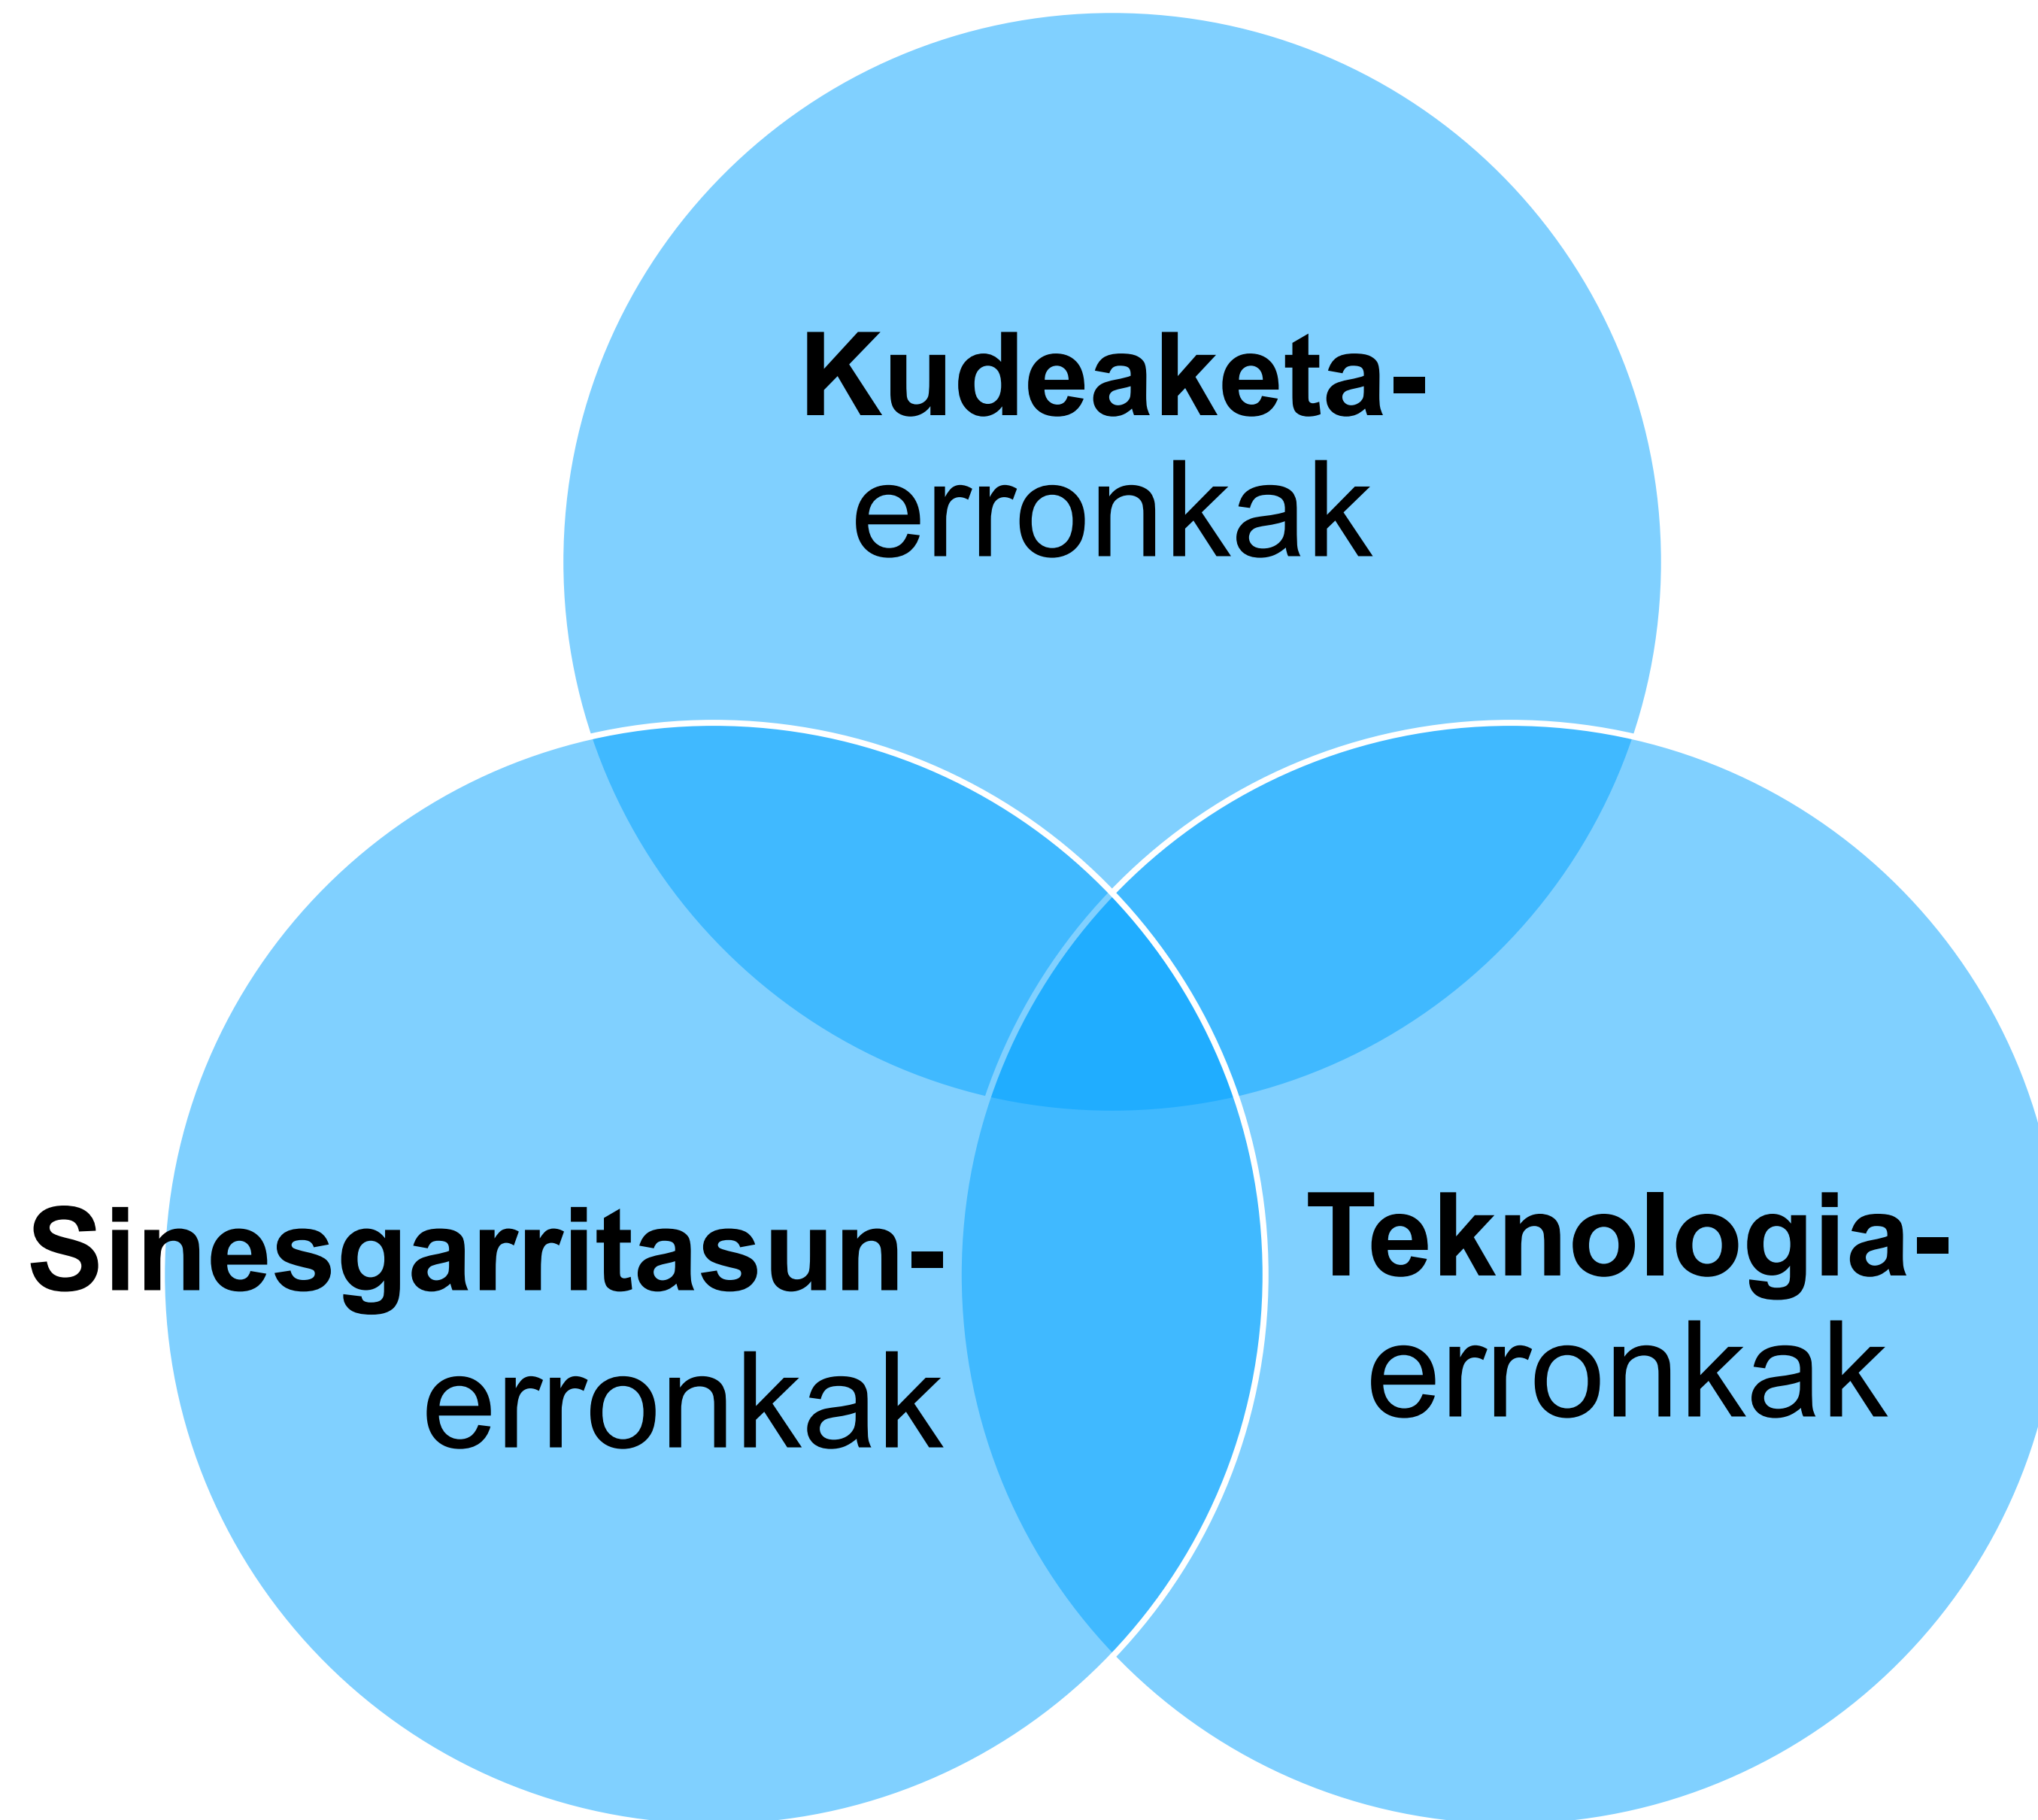 Kudeaketa-
erronkak
Sinesgarritasun-
erronkak
Teknologia-
erronkak